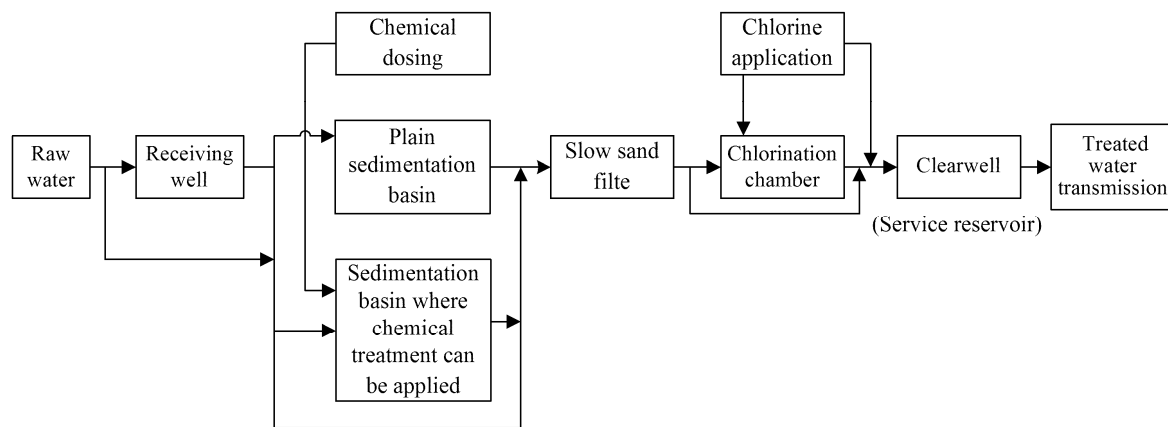 Chemical
dosing
Chlorine
application
Raw
water
Receiving
well
Plain
sedimentation
basin
Slow sand
filte
Chlorination
chamber
Clearwell
(Service reservoir)
Treated
water
transmission
Sedimentation
basin where
chemical
treatment can
be applied